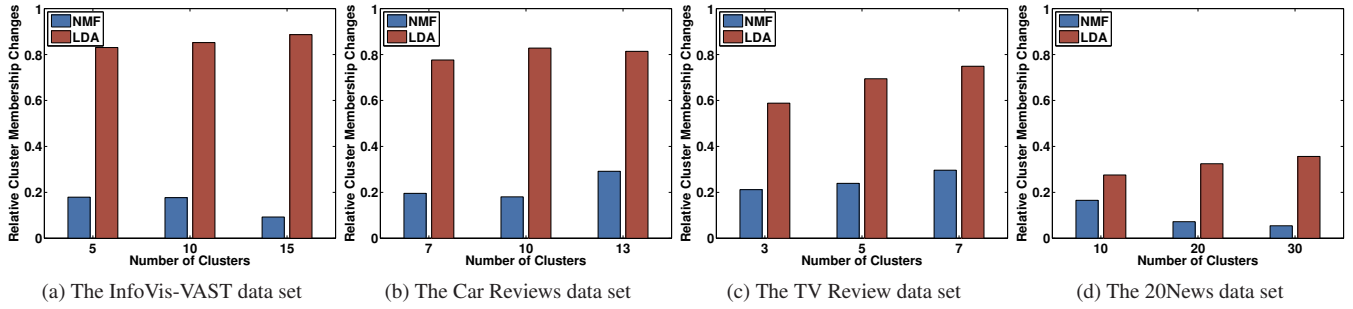 Relative Cluster Membership Changes
1
0.8
0.6
0.4
0.2
0
NMF
LDA
5 10 15
Number of Clusters
(a) The InfoVis-VAST data set
Relative Cluster Membership Changes
1
0.8
0.6
0.4
0.2
0
NMF
LDA
7 10 13
Number of Clusters
(b) The Car Reviews data set
Relative Cluster Membership Changes
1
0.8
0.6
0.4
0.2
0
NMF
LDA
3 5 7
Number of Clusters
(c) The TV Review data set
Relative Cluster Membership Changes
1
0.8
0.6
0.4
0.2
0
NMF
LDA
10 20 30
Number of Clusters
(d) The 20News data set